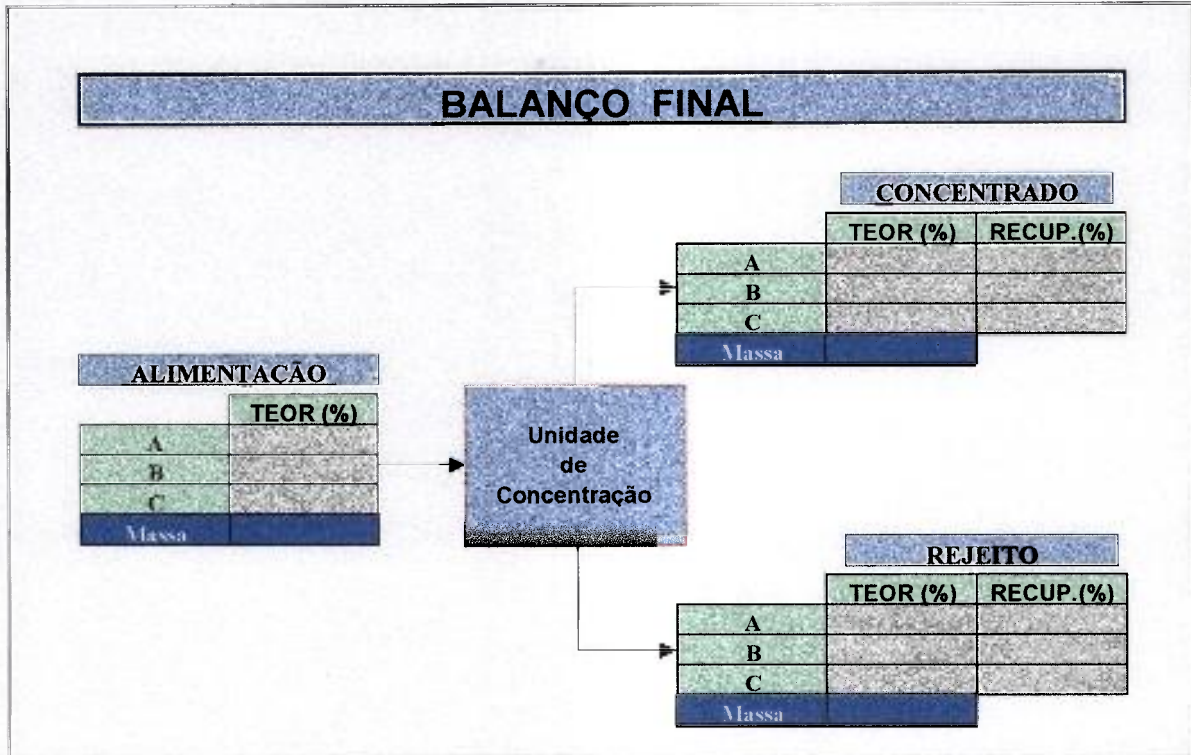 BALANÇO FINAL
CONCENTRADO
TEOR (%) RECUP.(%)
A
B
C
Massa
ALIMENTAÇÃO
TEOR (%)
A
B
C
Massa
Unidade
de
Concentração
REJEITO
TEOR (%) RECUP.(%)
A
B
C
Massa